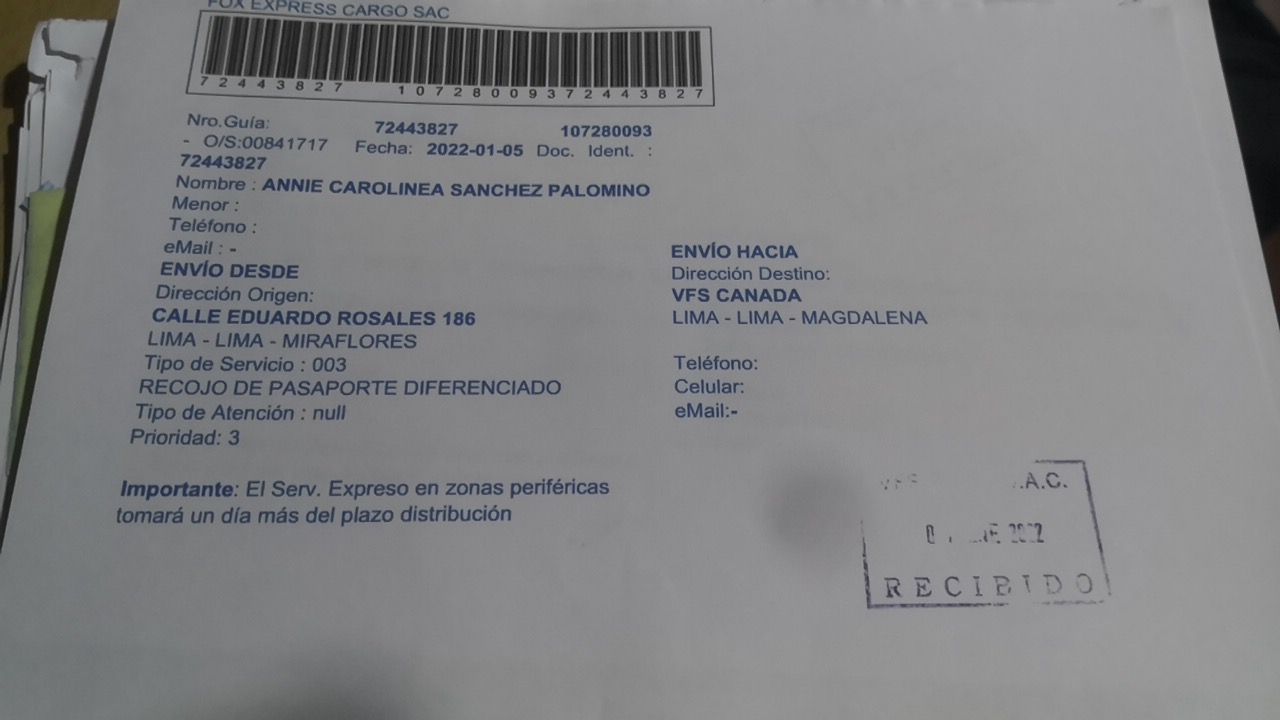 FOX EXPRESS CARGO SAC
72443827 10728009372443827
Nro.Guía: 72443827 107280093
- O/S:00841717 Fecha: 2022-01-05 Doc. Ident. :
72443827
Nombre : ANNIE CAROLINEA SANCHEZ PALOMINO
Menor :
Teléfono :
eMail : -
ENVÍO DESDE
Dirección Origen:
CALLE EDUARDO ROSALES 186
LIMA - LIMA - MIRAFLORES
Tipo de Servicio : 003
RECOJO DE PASAPORTE DIFERENCIADO
Tipo de Atención : null
Prioridad: 3
ENVÍO HACIA
Dirección Destino:
VFS CANADA
LIMA - LIMA - MAGDALENA
Teléfono:
Celular:
eMail:-
Importante: El Serv. Expreso en zonas periféricas
tomará un día más del plazo distribución
VFS .A.C.
2022
RECIBIDO